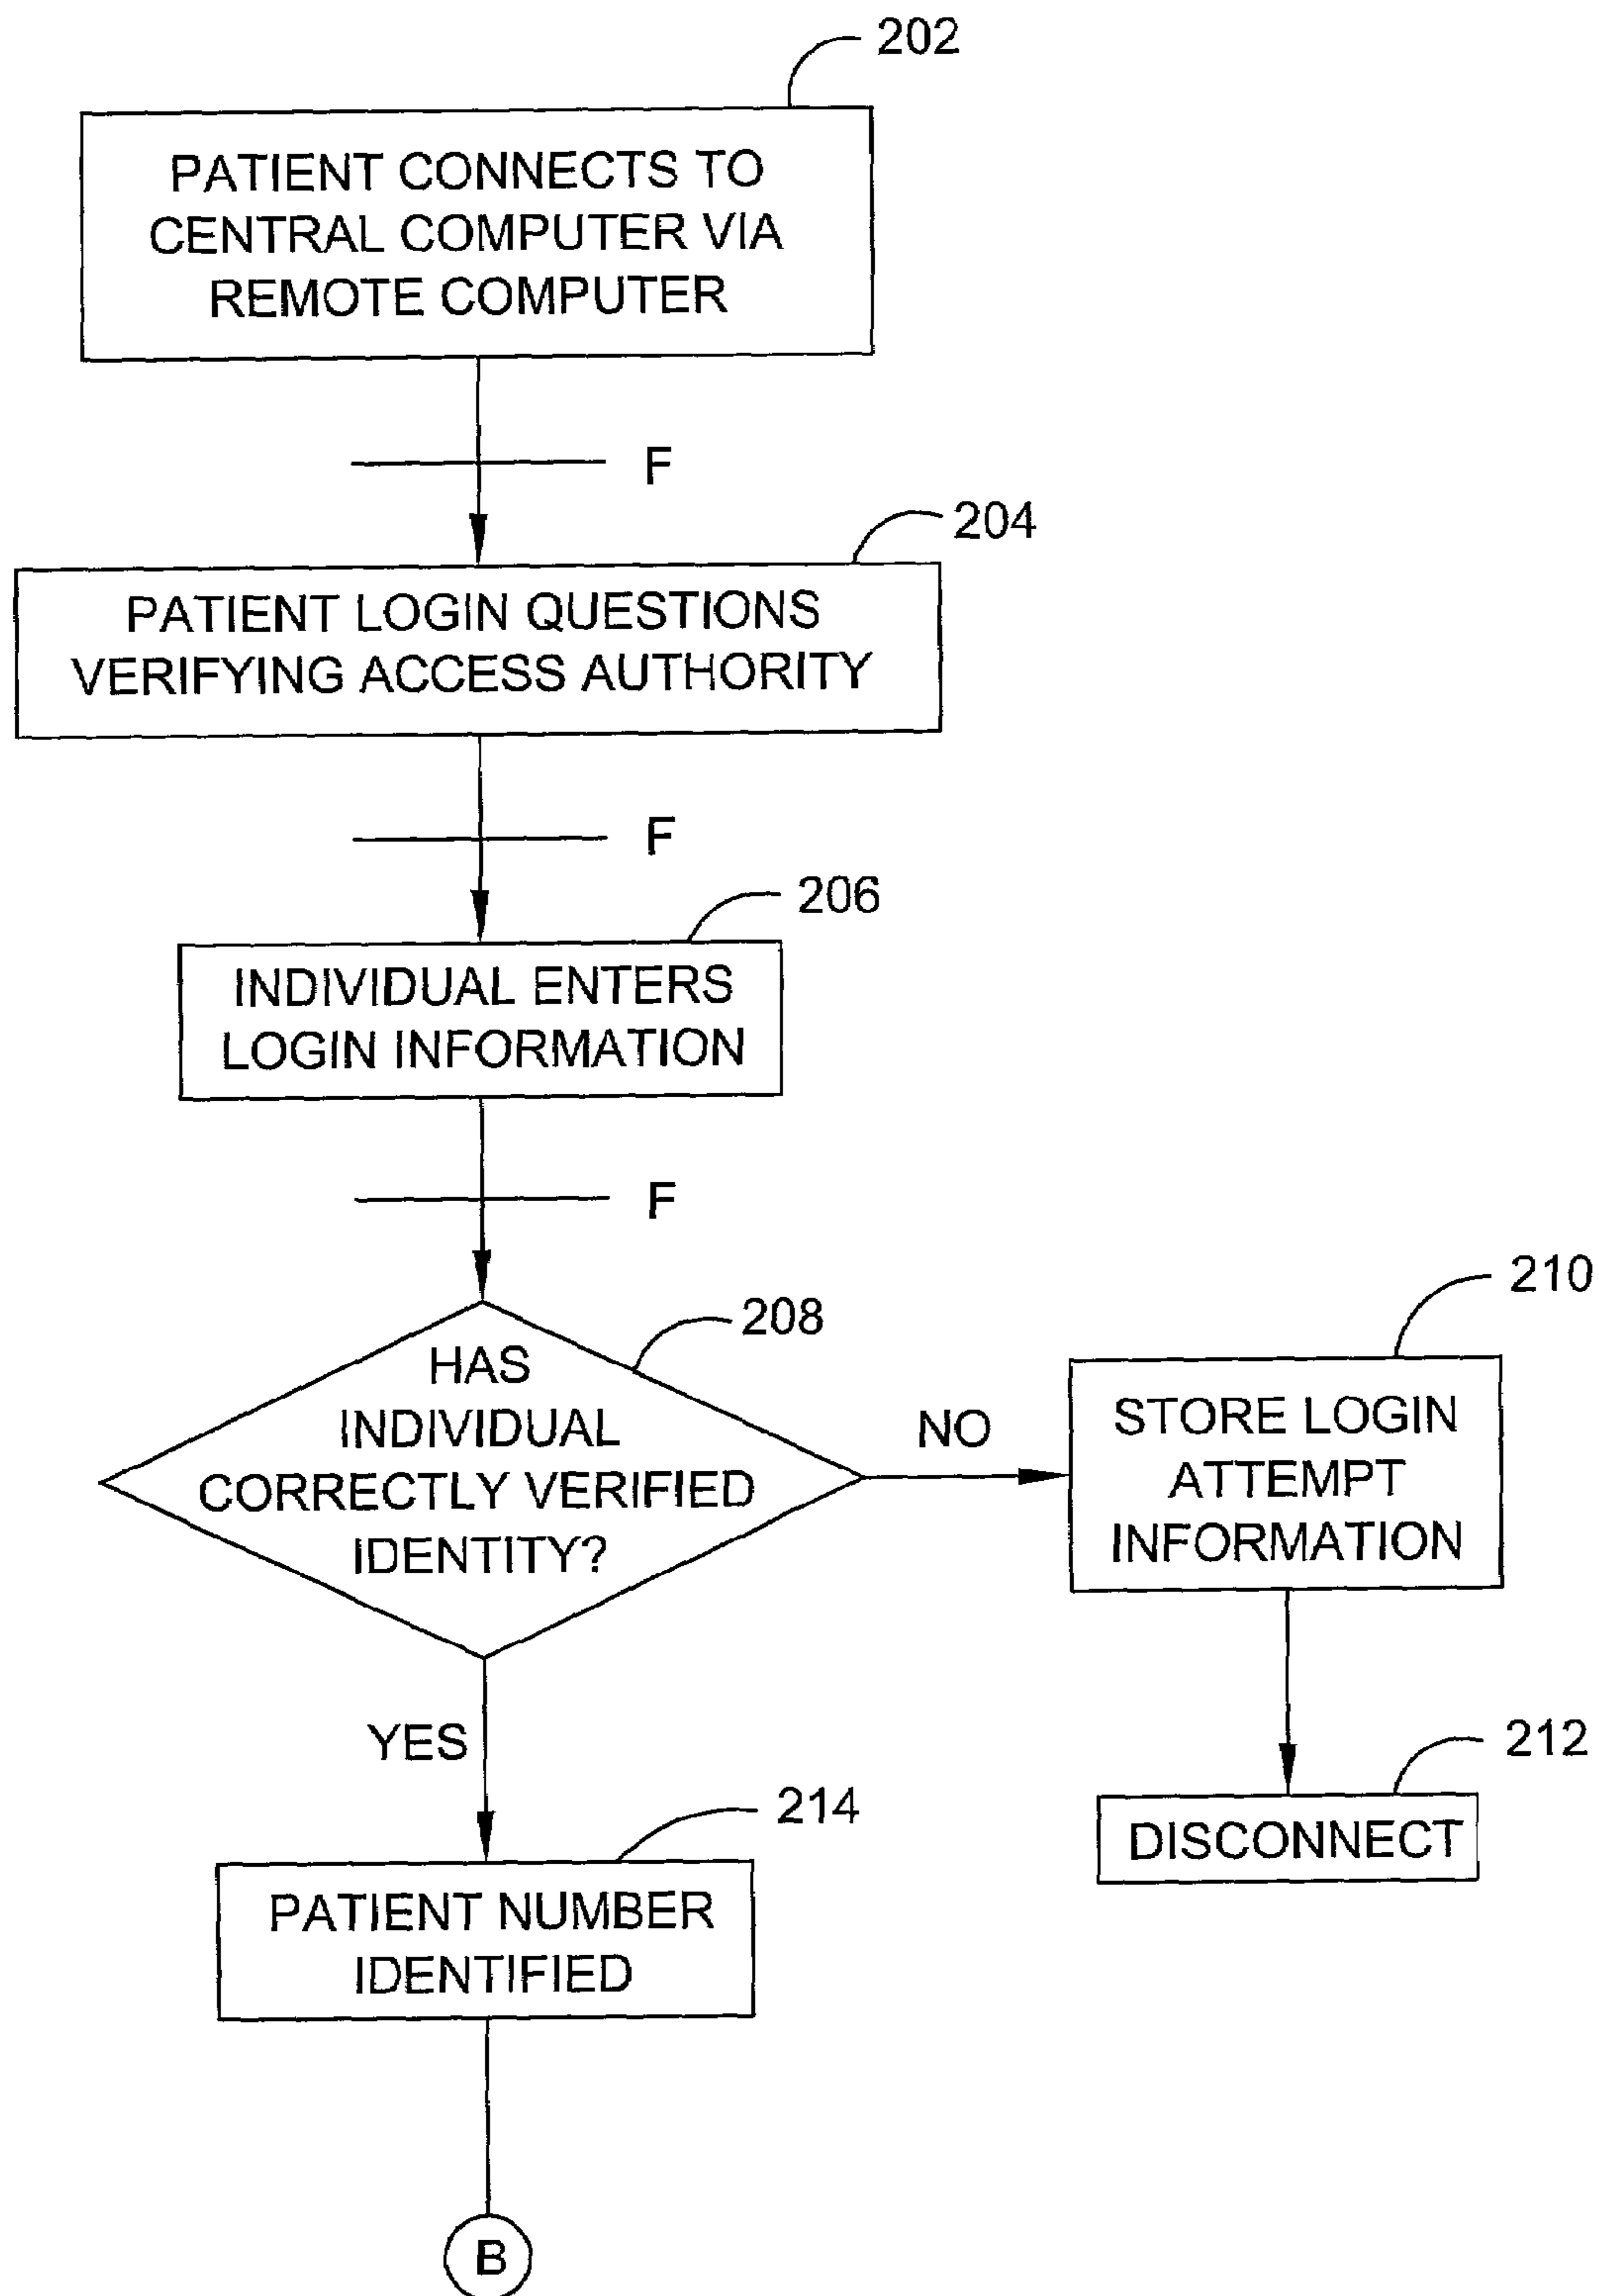 202
PATIENT CONNECTS TO
CENTRAL COMPUTER VIA
REMOTE COMPUTER
F
204
PATIENT LOGIN QUESTIONS
VERIFYING ACCESS AUTHORITY
F
206
INDIVIDUAL ENTERS
LOGIN INFORMATION
F
208
HAS
INDIVIDUAL
CORRECTLY VERIFIED
IDENTITY?
NO
210
STORE LOGIN
ATTEMPT
INFORMATION
212
DISCONNECT
YES
214
PATIENT NUMBER
IDENTIFIED
B